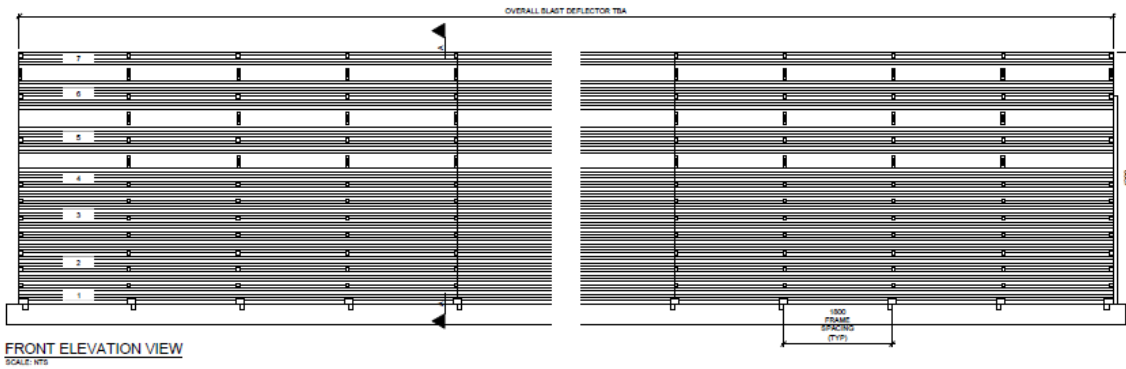 OVERALL BLAST DEFLECTOR TBA
A
7
6
5
4
3
2
1
A
1800
FRAME
SPACING
(TYP)
FRONT ELEVATION VIEW
SCALE: NTS